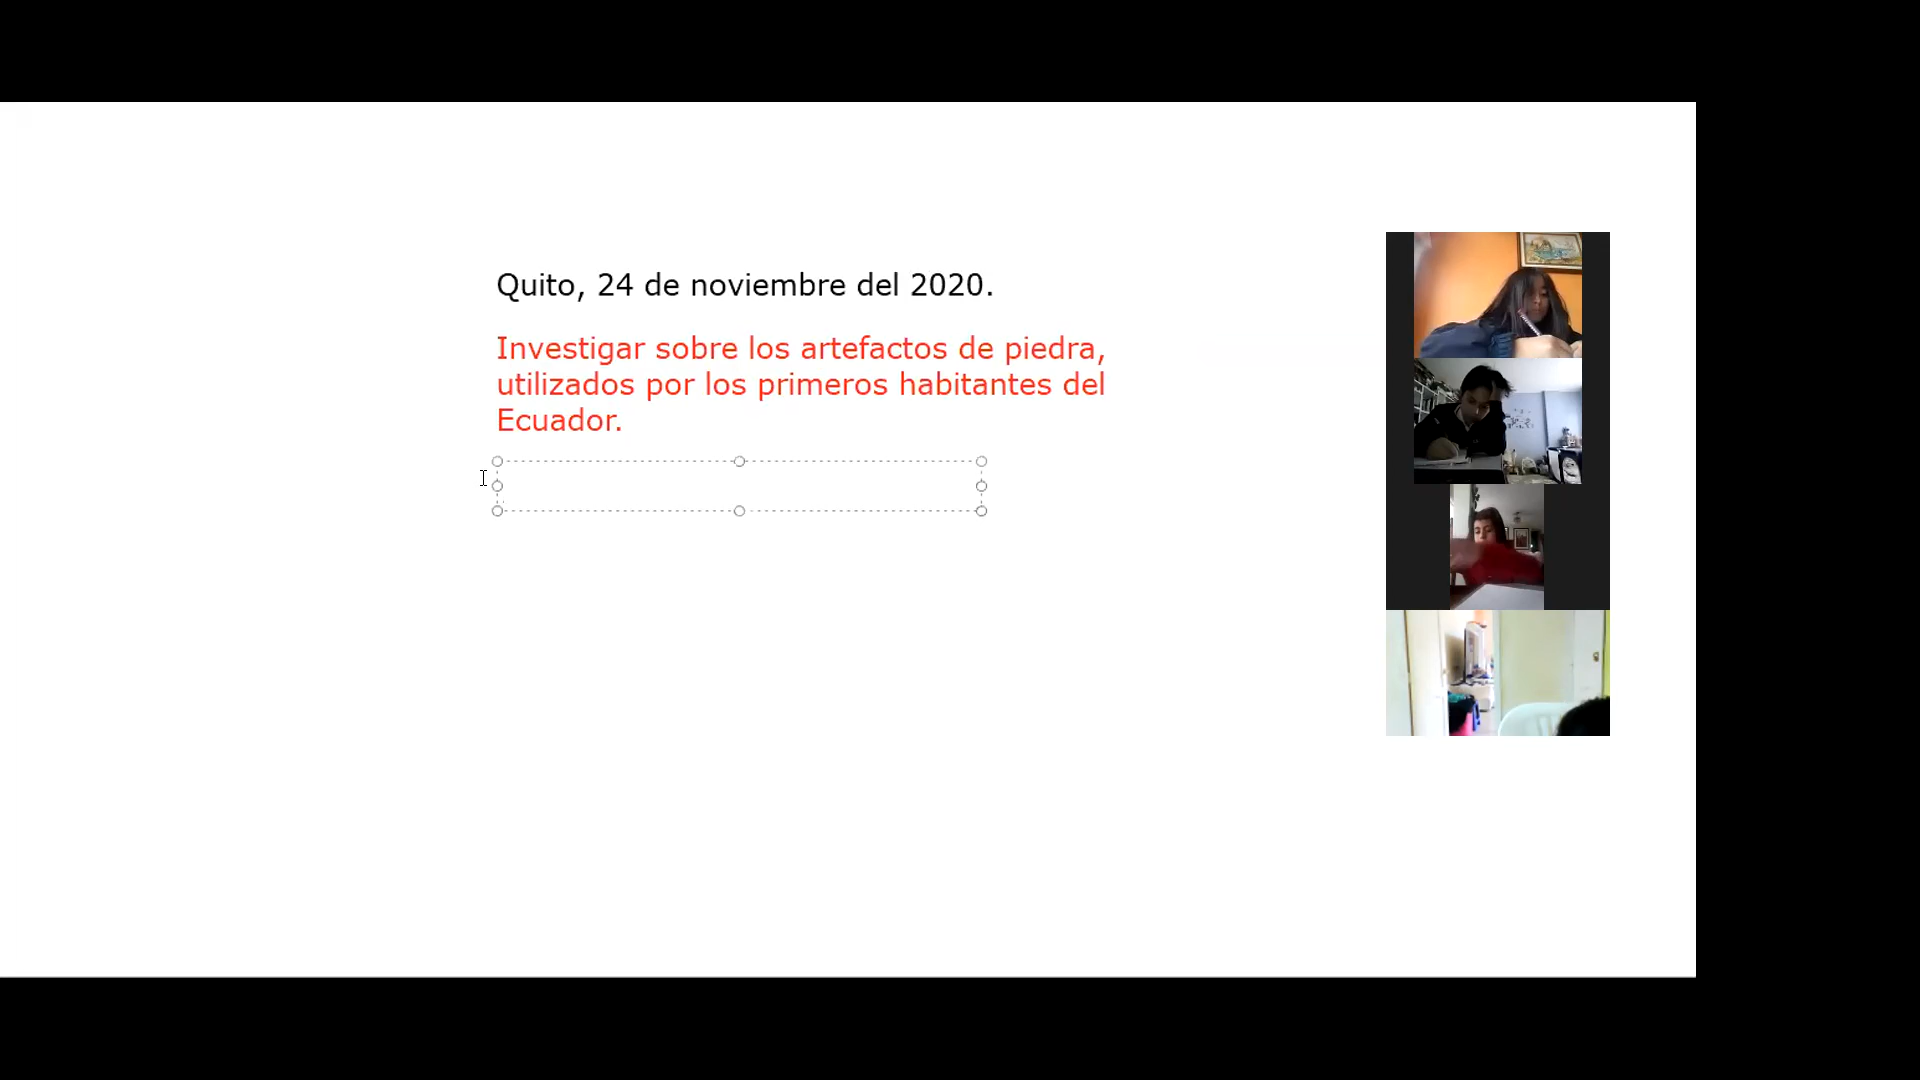 Quito, 24 de noviembre del 2020.
Investigar sobre los artefactos de piedra,
utilizados por los primeros habitantes del
Ecuador.